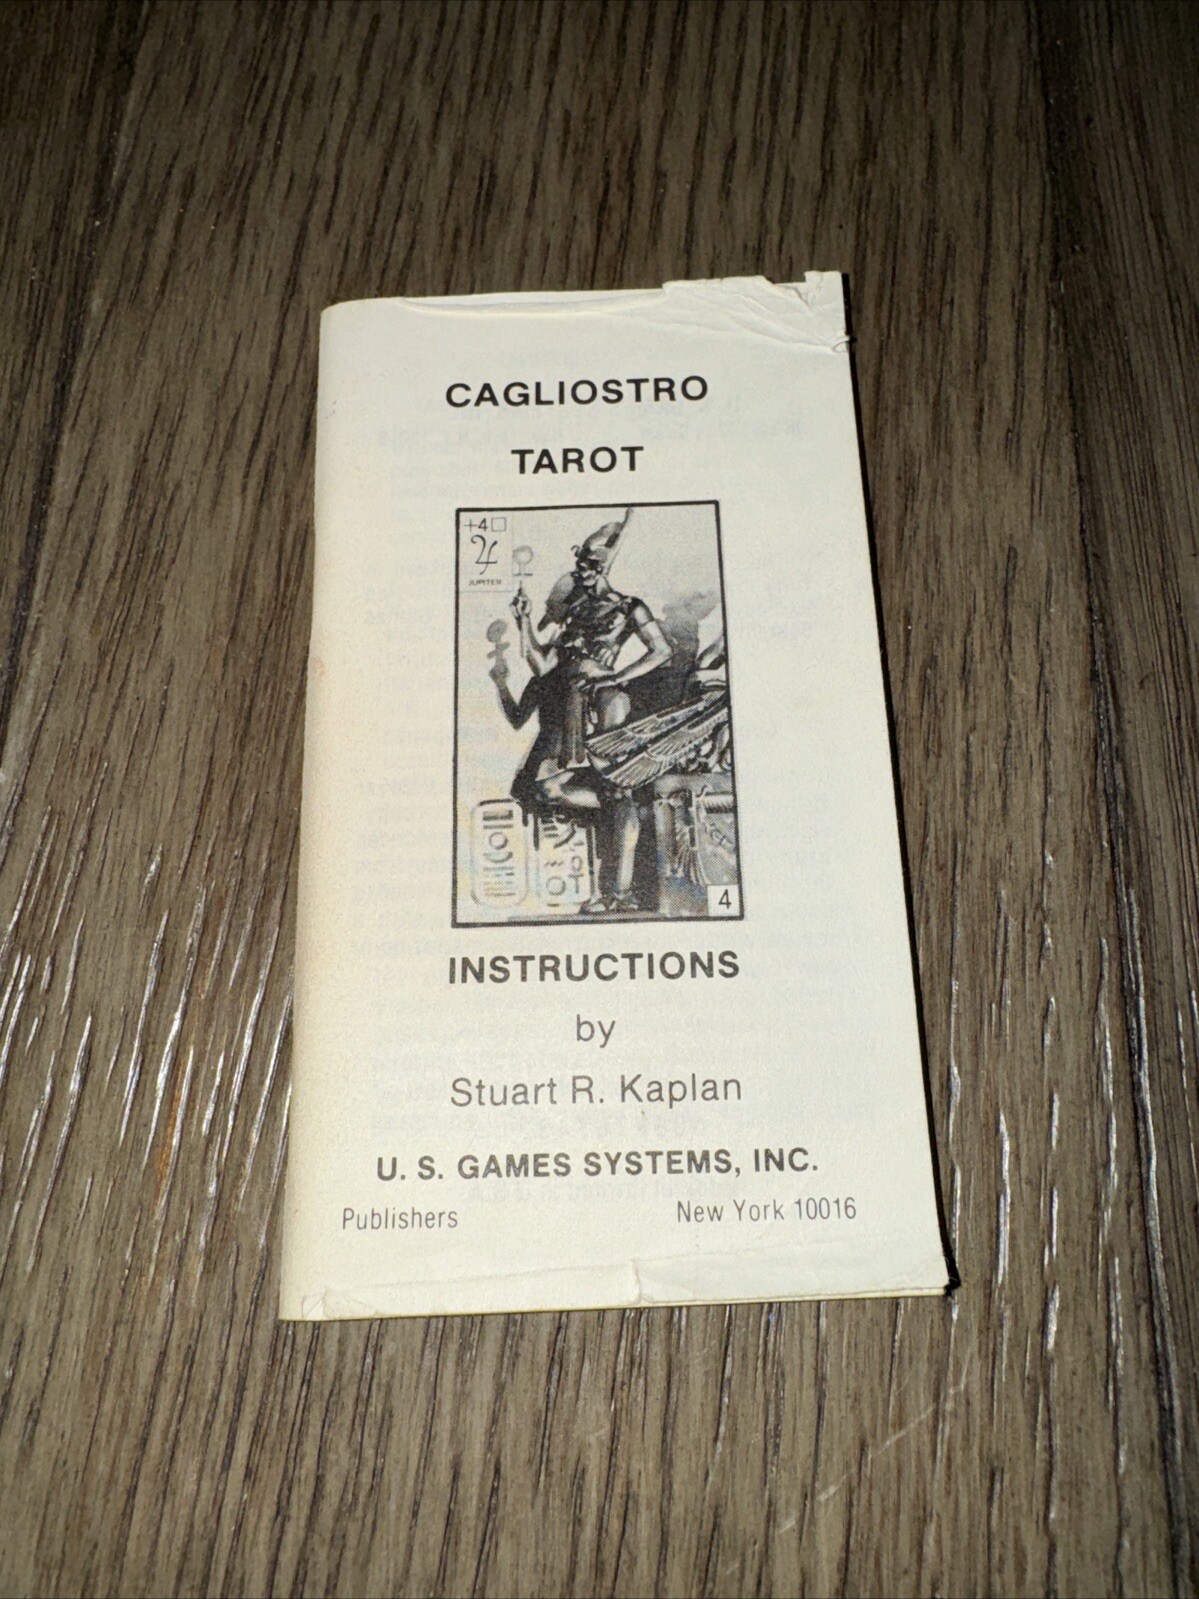 CAGLIOSTRO
TAROT
+4□
♃
JUPITER
4
INSTRUCTIONS
by
Stuart R. Kaplan
U. S. GAMES SYSTEMS, INC.
Publishers New York 10016